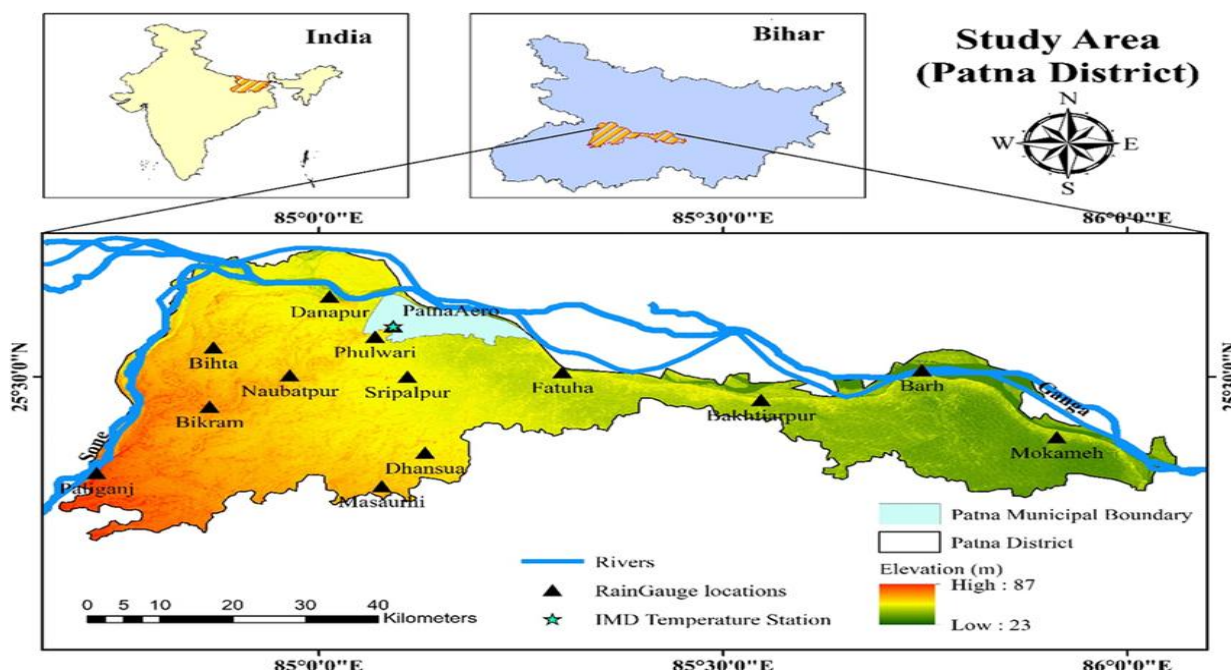 India
Bihar
Study Area
(Patna District)
N
W E
S
85°0'0"E 85°30'0"E 86°0'0"E
25°30'0"N
25°30'0"N
Danapur
PatnaAero
Phulwari
Bihta
Naubatpur
Sripalpur
Fatuha
Barh
Bakhtiarpur
Ganga
Bikram
Sone
Mokameh
Dhansua
Paliganj
Masaurhi
Patna Municipal Boundary
Patna District
Rivers
Elevation (m)
RainGauge locations
High : 87
0 5 10 20 30 40
Kilometers
IMD Temperature Station
Low : 23
85°0'0"E 85°30'0"E 86°0'0"E